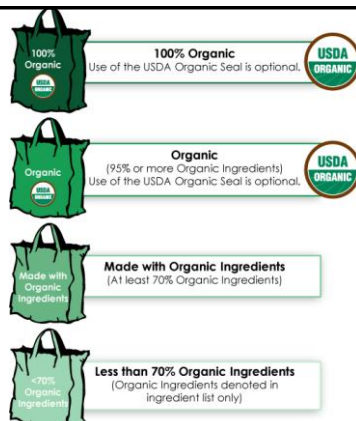 100%
Organic
USDA
ORGANIC
100% Organic
Use of the USDA Organic Seal is optional.
USDA
ORGANIC
Organic
USDA
ORGANIC
Organic
(95% or more Organic Ingredients)
Use of the USDA Organic Seal is optional.
USDA
ORGANIC
Made with
Organic
Ingredients
Made with Organic Ingredients
(At least 70% Organic Ingredients)
<70%
Organic
Ingredients
Less than 70% Organic Ingredients
(Organic Ingredients denoted in
ingredient list only)